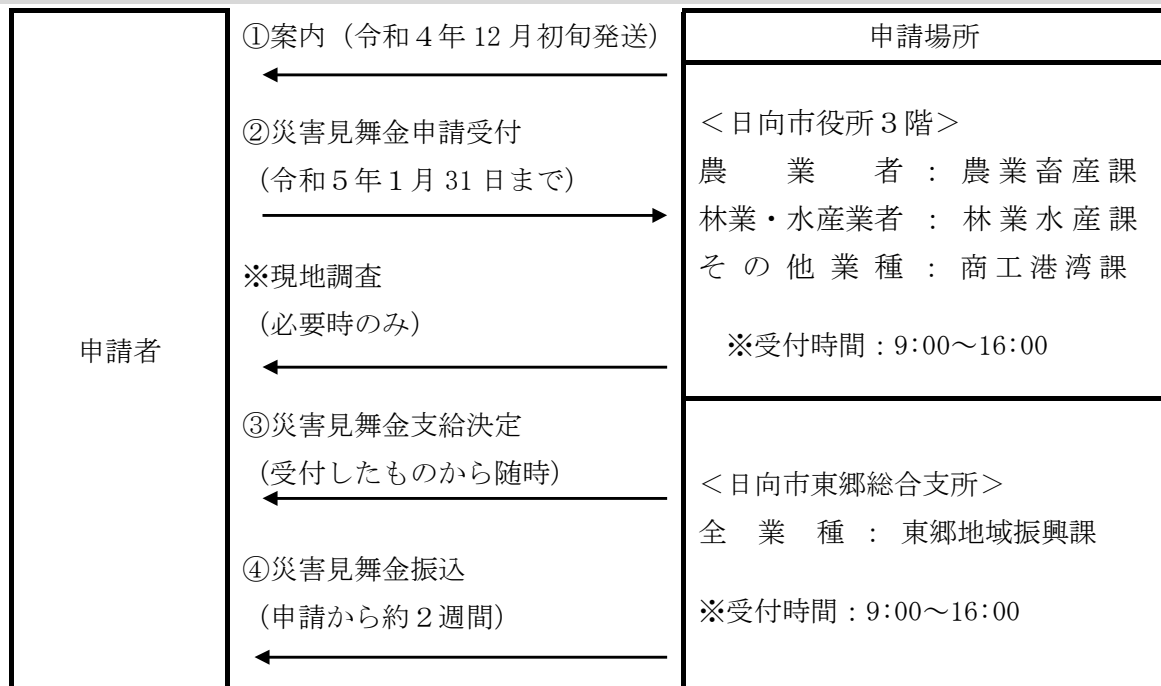 申請者
①案内（令和４年 12 月初旬発送）
②災害見舞金申請受付
（令和５年１月 31 日まで）
※現地調査
（必要時のみ）
③災害見舞金支給決定
（受付したものから随時）
④災害見舞金振込
（申請から約２週間）
申請場所
＜日向市役所３階＞
農業者：農業畜産課
林業・水産業者：林業水産課
その他業種：商工港湾課
※受付時間：9:00～16:00
＜日向市東郷総合支所＞
全業種：東郷地域振興課
※受付時間：9:00～16:00